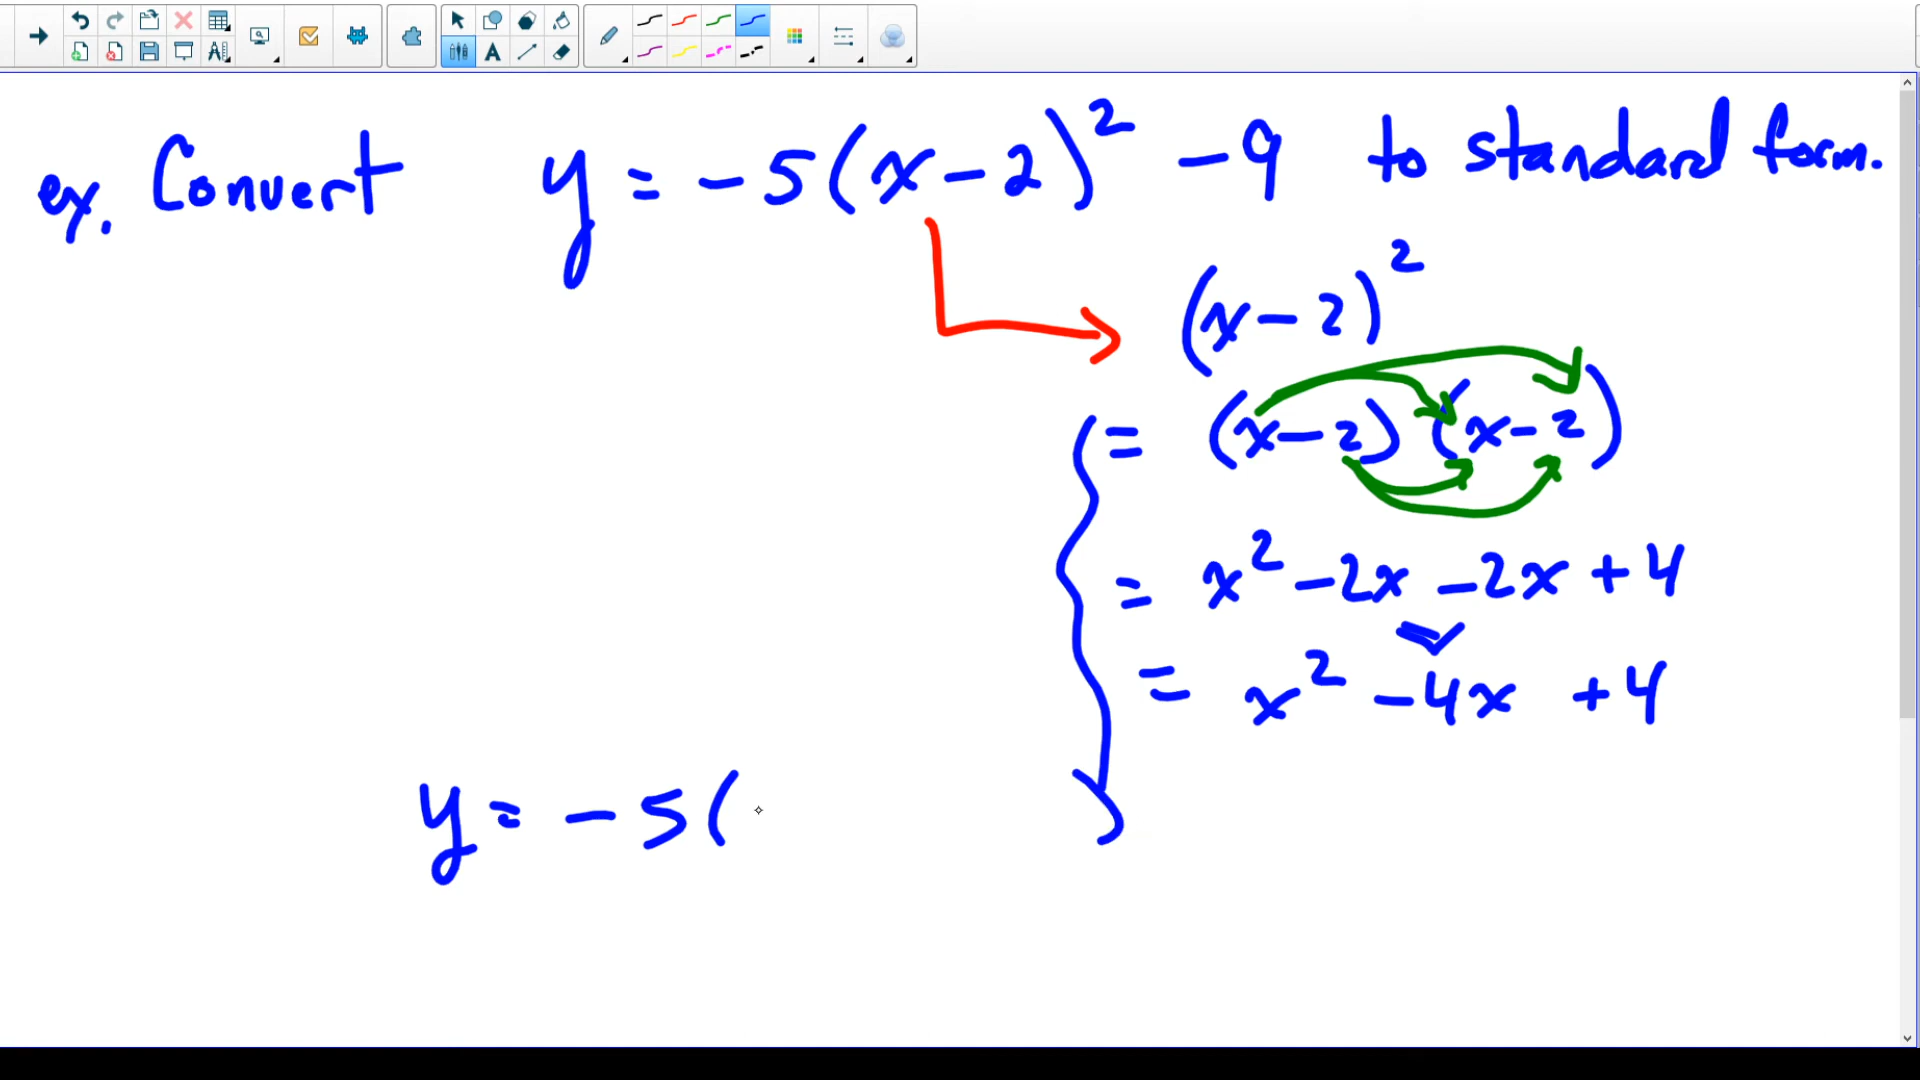 ex. Convert y = -5(x-2)² -9 to standard form.
(x-2)²
= (x-2)(x-2)
= x² -2x -2x +4
= x² -4x +4
y = -5(